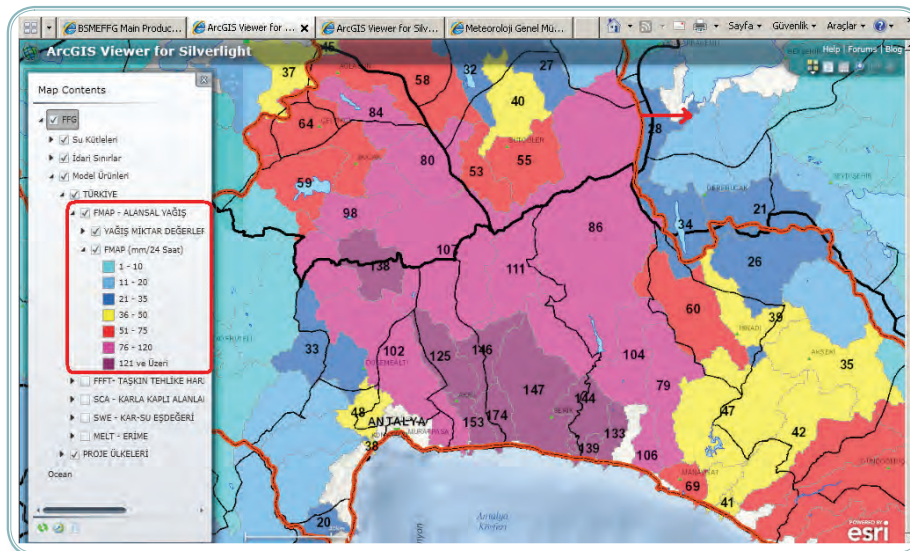 BSMEFFG Main Produc...
ArcGIS Viewer for ...
ArcGIS Viewer for Silv...
Meteoroloji Genel Mü...
Sayfa
Güvenlik
Araçlar
ArcGIS Viewer for Silverlight
Help | Forums | Blog
Map Contents
FFG
Su Kütleleri
İdari Sınırlar
Model Ürünleri
TÜRKİYE
FMAP - ALANSAL YAĞIŞ
YAĞIŞ MİKTAR DEĞERLER
FMAP (mm/24 Saat)
1 - 10
11 - 20
21 - 35
36 - 50
51 - 75
76 - 120
121 ve Üzeri
FFFT- TAŞKIN TEHLİKE HAR
SCA - KARLA KAPLI ALANLA
SWE - KAR-SU EŞDEĞERİ
MELT - ERİME
PROJE ÜLKELERİ
Ocean
45
37
58
32
27
40
84
64
28
80
55
53
59
98
86
34
21
107
111
138
26
60
39
33
102
125
146
104
35
147
79
144
48
47
ANTALYA
174
153
133
42
38
139
106
69
41
20
Antalya
Körfezi
POWERED BY
esri